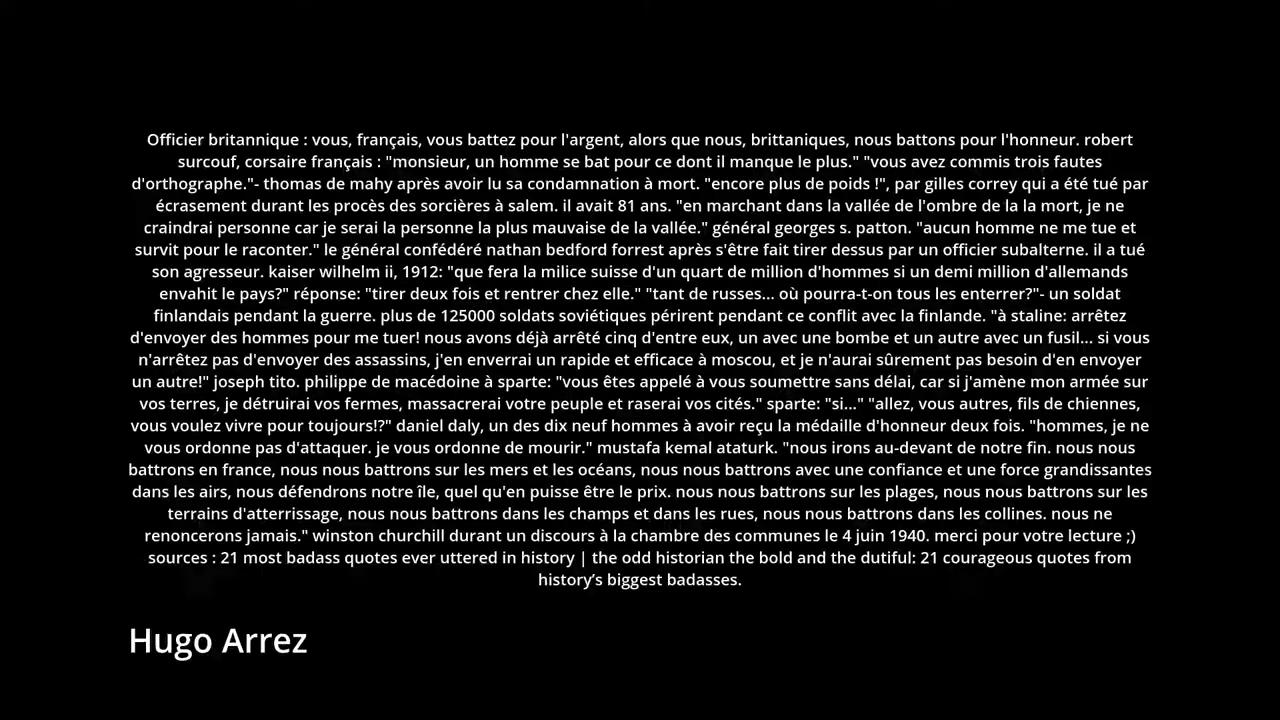 Officier britannique : vous, français, vous battez pour l'argent, alors que nous, brittaniques, nous battons pour l'honneur. robert
surcouf, corsaire français : "monsieur, un homme se bat pour ce dont il manque le plus." "vous avez commis trois fautes
d'orthographe."- thomas de mahy après avoir lu sa condamnation à mort. "encore plus de poids !", par gilles correy qui a été tué par
écrasement durant les procès des sorcières à salem. il avait 81 ans. "en marchant dans la vallée de l'ombre de la la mort, je ne
craindrai personne car je serai la personne la plus mauvaise de la vallée." général georges s. patton. "aucun homme ne me tue et
survit pour le raconter." le général confédéré nathan bedford forrest après s'être fait tirer dessus par un officier subalterne. il a tué
son agresseur. kaiser wilhelm ii, 1912: "que fera la milice suisse d'un quart de million d'hommes si un demi million d'allemands
envahit le pays?" réponse: "tirer deux fois et rentrer chez elle." "tant de russes... où pourra-t-on tous les enterrer?"- un soldat
finlandais pendant la guerre. plus de 125000 soldats soviétiques périrent pendant ce conflit avec la finlande. "à staline: arrêtez
d'envoyer des hommes pour me tuer! nous avons déjà arrêté cinq d'entre eux, un avec une bombe et un autre avec un fusil... si vous
n'arrêtez pas d'envoyer des assassins, j'en enverrai un rapide et efficace à moscou, et je n'aurai sûrement pas besoin d'en envoyer
un autre!" joseph tito. philippe de macédoine à sparte: "vous êtes appelé à vous soumettre sans délai, car si j'amène mon armée sur
vos terres, je détruirai vos fermes, massacrerai votre peuple et raserai vos cités." sparte: "si..." "allez, vous autres, fils de chiennes,
vous voulez vivre pour toujours!?" daniel daly, un des dix neuf hommes à avoir reçu la médaille d'honneur deux fois. "hommes, je ne
vous ordonne pas d'attaquer. je vous ordonne de mourir." mustafa kemal ataturk. "nous irons au-devant de notre fin. nous nous
battrons en france, nous nous battrons sur les mers et les océans, nous nous battrons avec une confiance et une force grandissantes
dans les airs, nous défendrons notre île, quel qu'en puisse être le prix. nous nous battrons sur les plages, nous nous battrons sur les
terrains d'atterrissage, nous nous battrons dans les champs et dans les rues, nous nous battrons dans les collines. nous ne
renoncerons jamais." winston churchill durant un discours à la chambre des communes le 4 juin 1940. merci pour votre lecture ;)
sources : 21 most badass quotes ever uttered in history | the odd historian the bold and the dutiful: 21 courageous quotes from
history’s biggest badasses.
Hugo Arrez